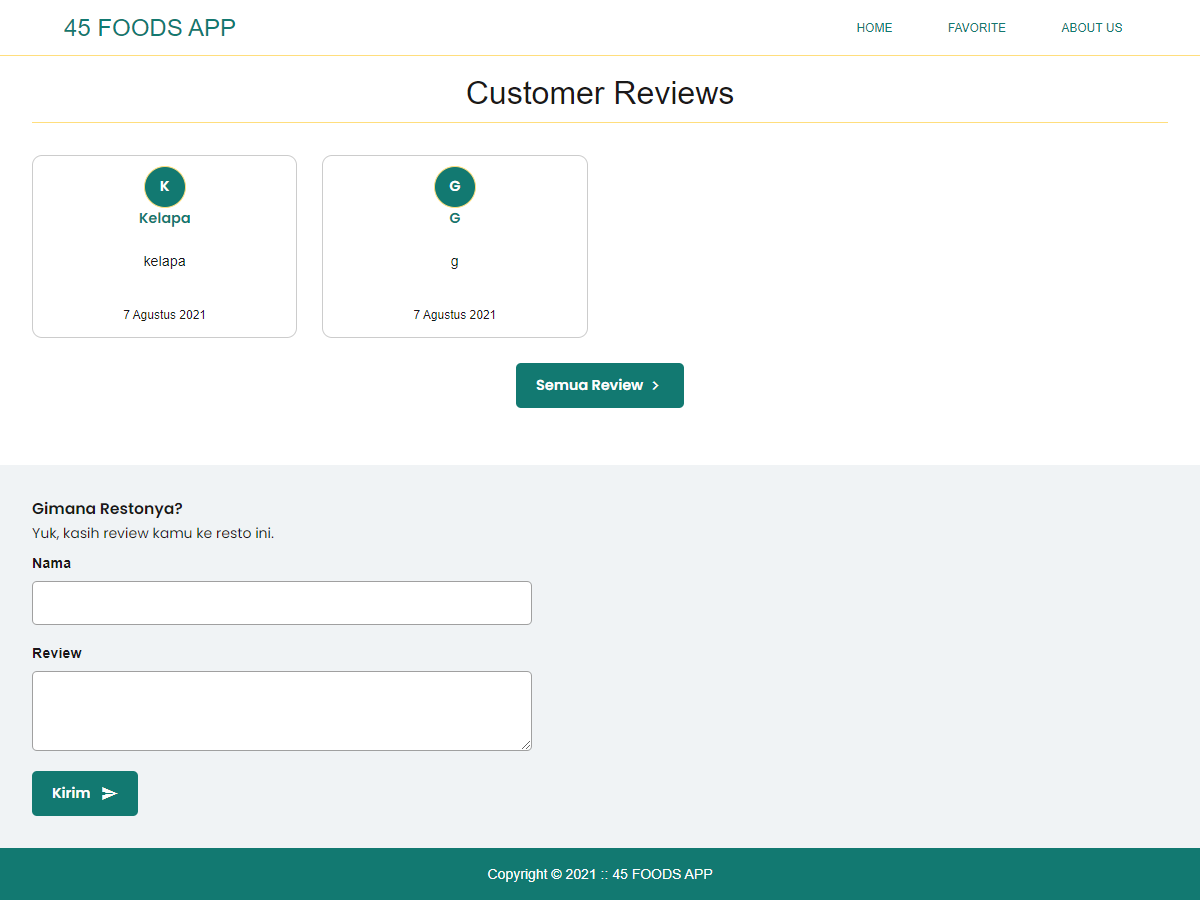 45 FOODS APP
HOME
FAVORITE
ABOUT US
Customer Reviews
K
Kelapa
kelapa
7 Agustus 2021
G
G
g
7 Agustus 2021
Semua Review
Gimana Restonya?
Yuk, kasih review kamu ke resto ini.
Nama
Review
Kirim
Copyright © 2021 :: 45 FOODS APP